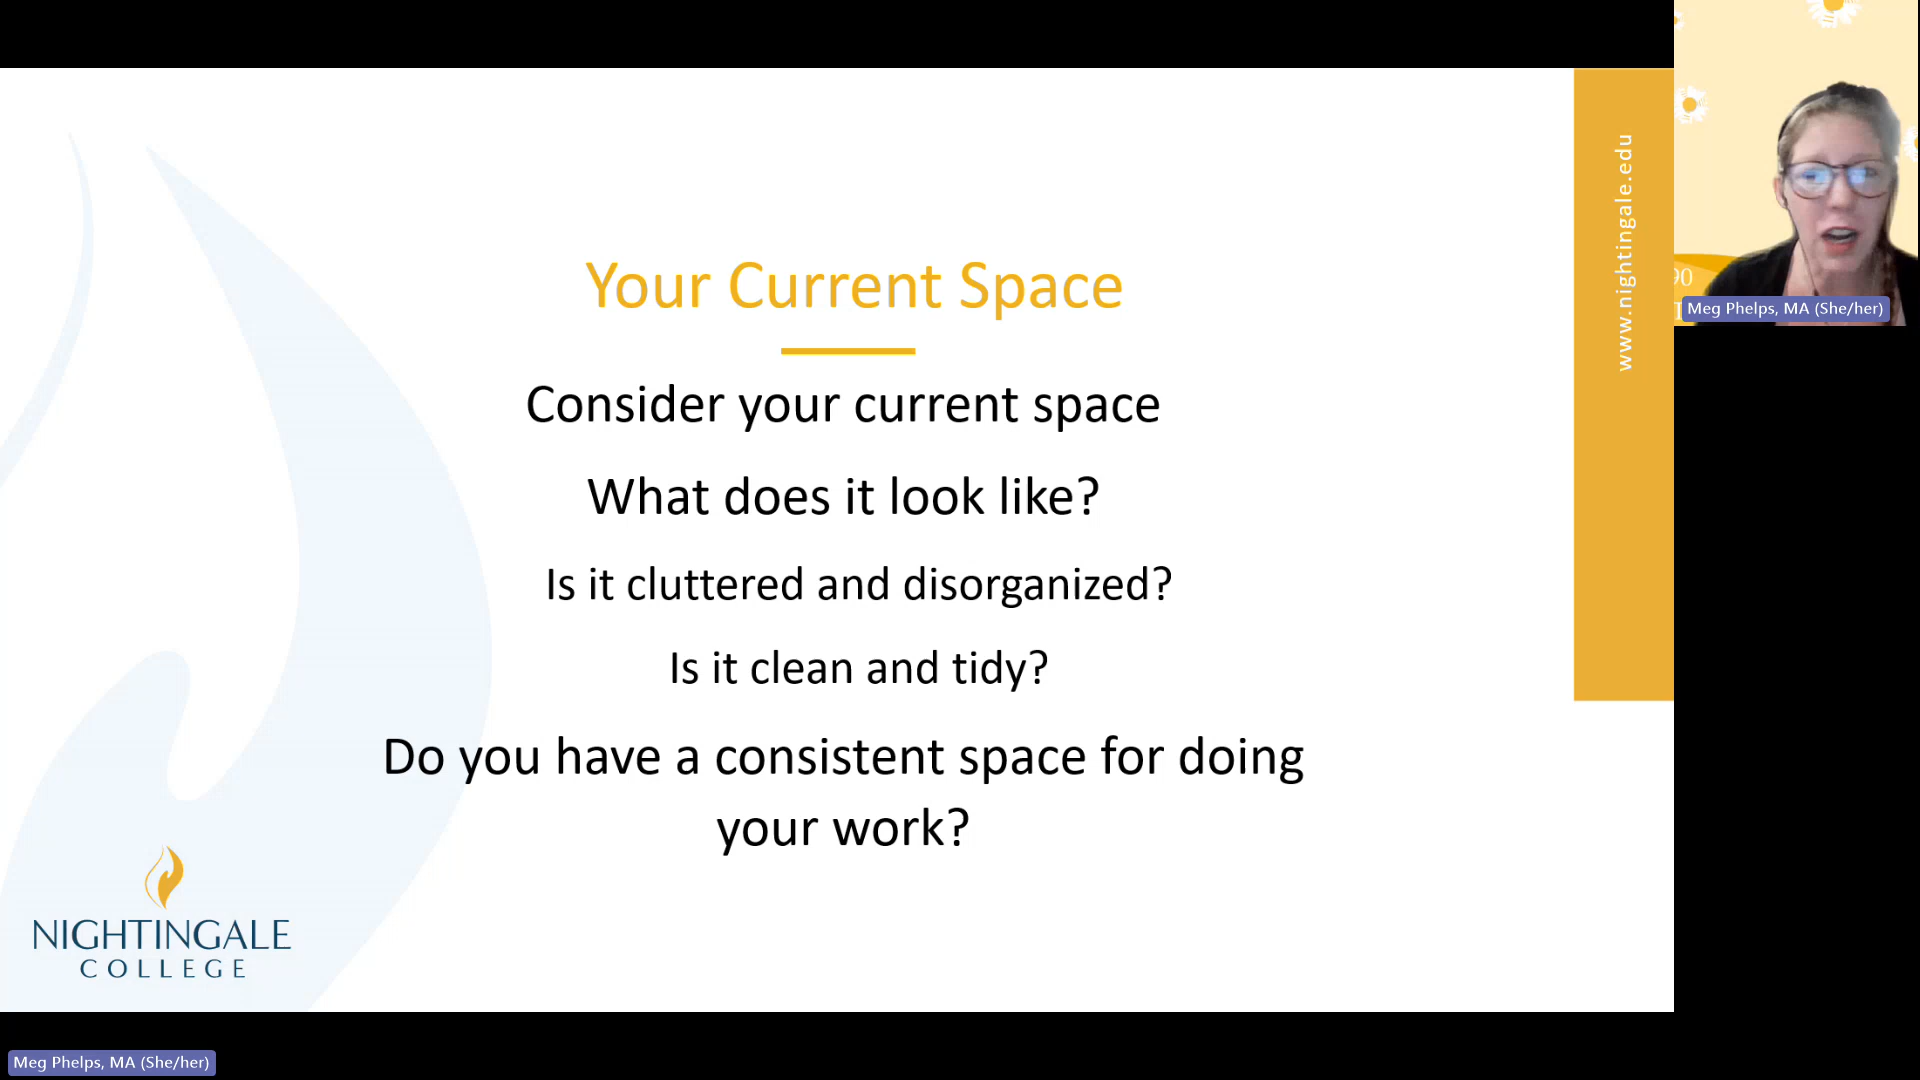 Your Current Space
Consider your current space
What does it look like?
Is it cluttered and disorganized?
Is it clean and tidy?
Do you have a consistent space for doing
your work?
NIGHTINGALE
COLLEGE
www.nightingale.edu
90
Meg Phelps, MA (She/her)
Meg Phelps, MA (She/her)